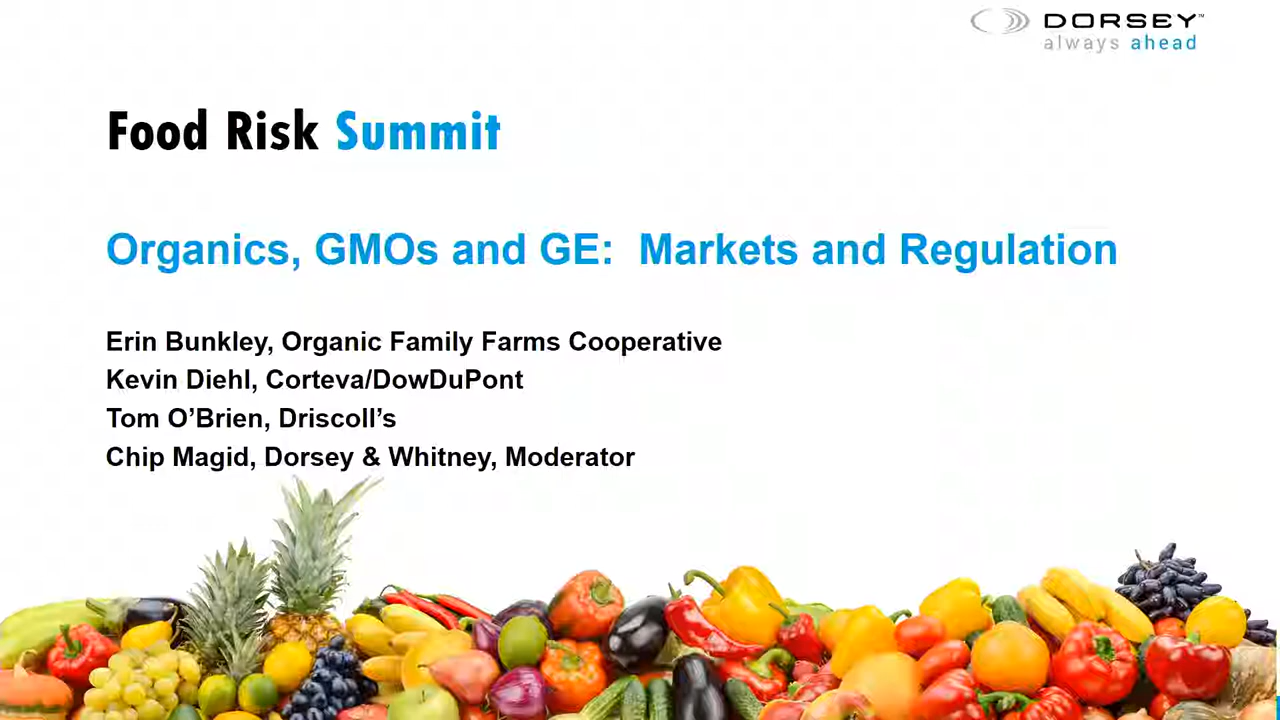 DORSEY™
always ahead
Food Risk Summit
Organics, GMOs and GE: Markets and Regulation
Erin Bunkley, Organic Family Farms Cooperative
Kevin Diehl, Corteva/DowDuPont
Tom O’Brien, Driscoll’s
Chip Magid, Dorsey & Whitney, Moderator